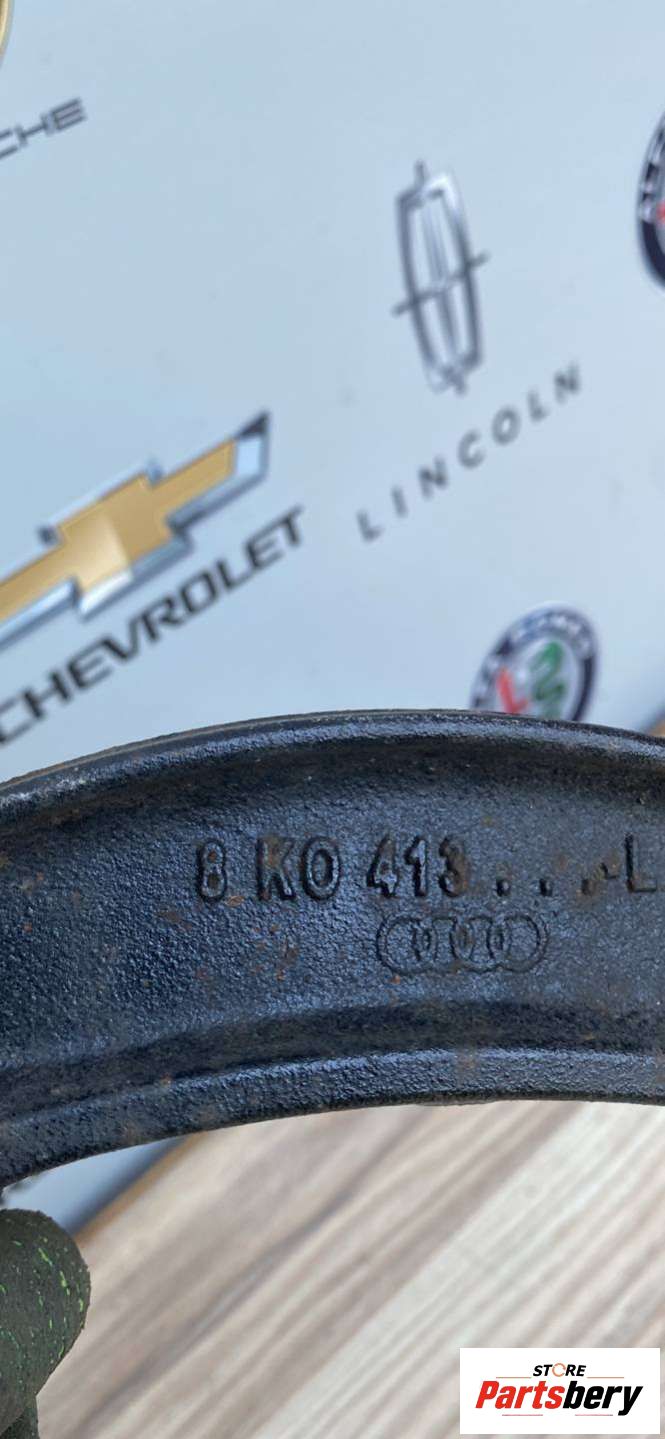 CHE
LINCOLN
CHEVROLET
8 K0 413...-L
STORE
Partsbery